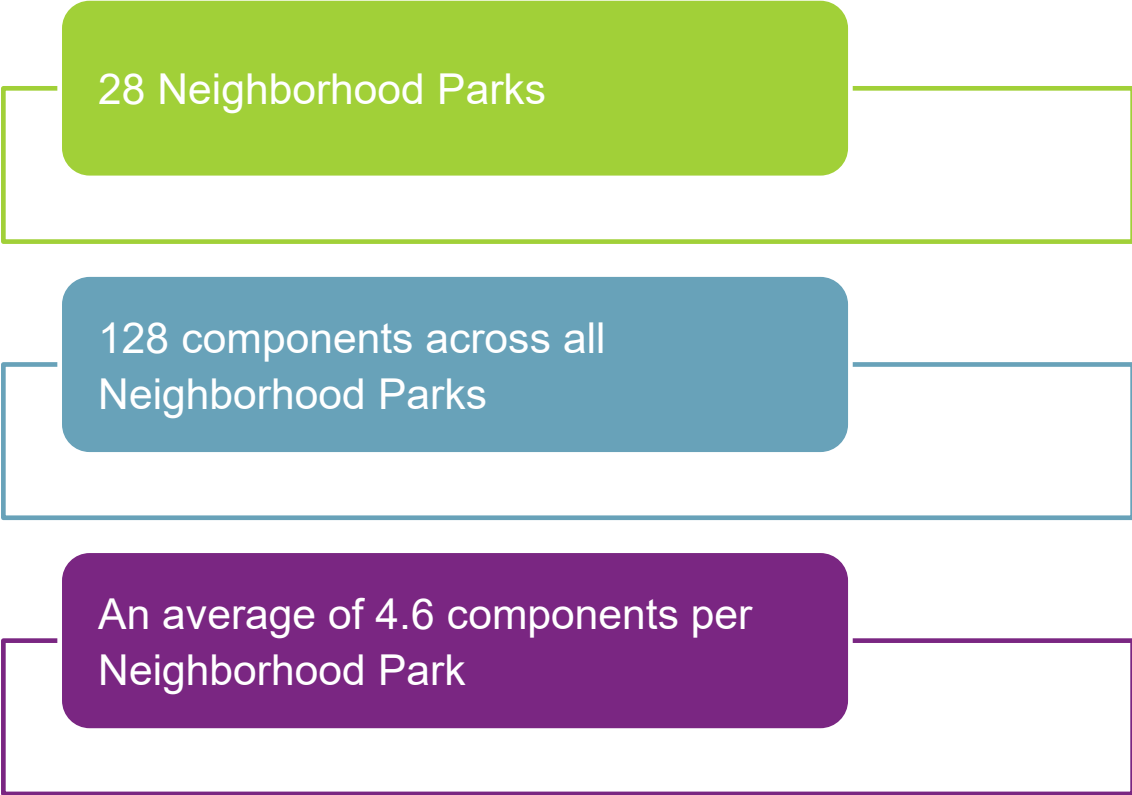 28 Neighborhood Parks
128 components across all
Neighborhood Parks
An average of 4.6 components per
Neighborhood Park